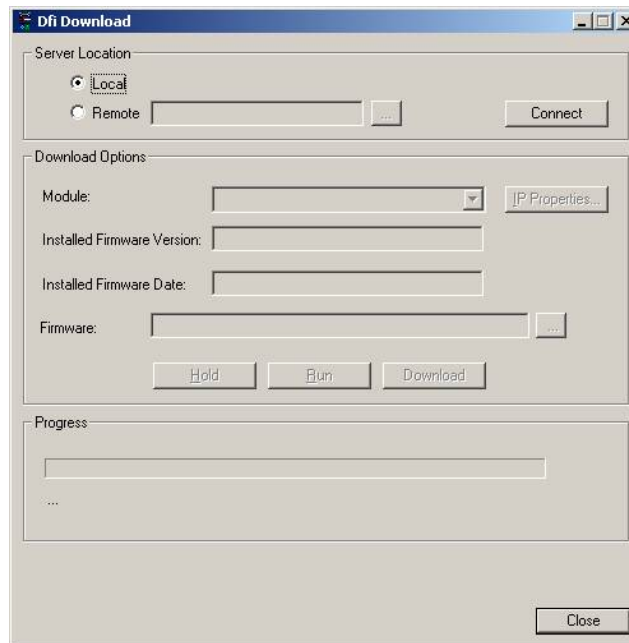 Dfi Download
Server Location
Local
Remote ... Connect
Download Options
Module: IP Properties...
Installed Firmware Version:
Installed Firmware Date:
Firmware: ...
Hold Run Download
Progress
...
Close